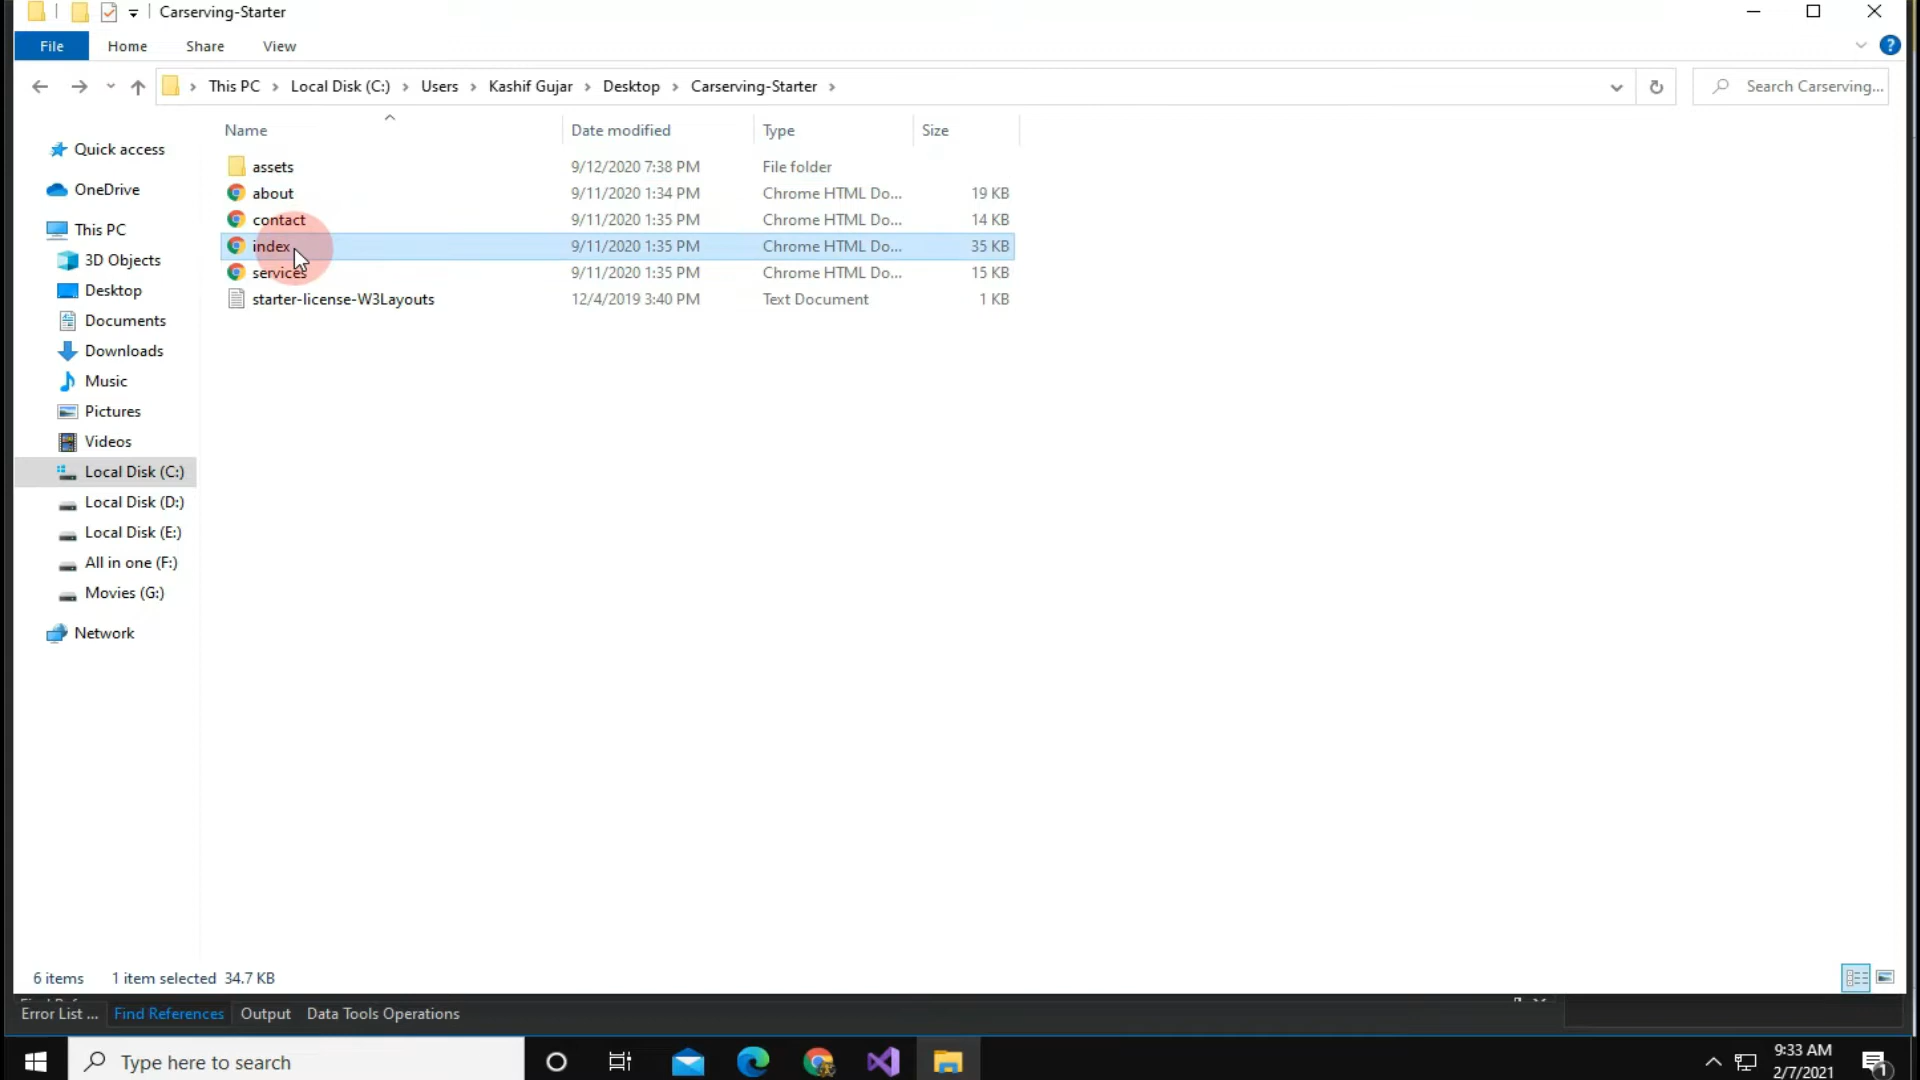 Carserving-Starter
File Home Share View
This PC Local Disk (C:) Users Kashif Gujar Desktop Carserving-Starter Search Carserving...
Name Date modified Type Size
Quick access
OneDrive
This PC
3D Objects
Desktop
Documents
Downloads
Music
Pictures
Videos
Local Disk (C:)
Local Disk (D:)
Local Disk (E:)
All in one (F:)
Movies (G:)
Network
assets 9/12/2020 7:38 PM File folder
about 9/11/2020 1:34 PM Chrome HTML Do... 19 KB
contact 9/11/2020 1:35 PM Chrome HTML Do... 14 KB
index 9/11/2020 1:35 PM Chrome HTML Do... 35 KB
services 9/11/2020 1:35 PM Chrome HTML Do... 15 KB
starter-license-W3Layouts 12/4/2019 3:40 PM Text Document 1 KB
6 items 1 item selected 34.7 KB
Error List ... Find References Output Data Tools Operations
Type here to search
9:33 AM
2/7/2021
1